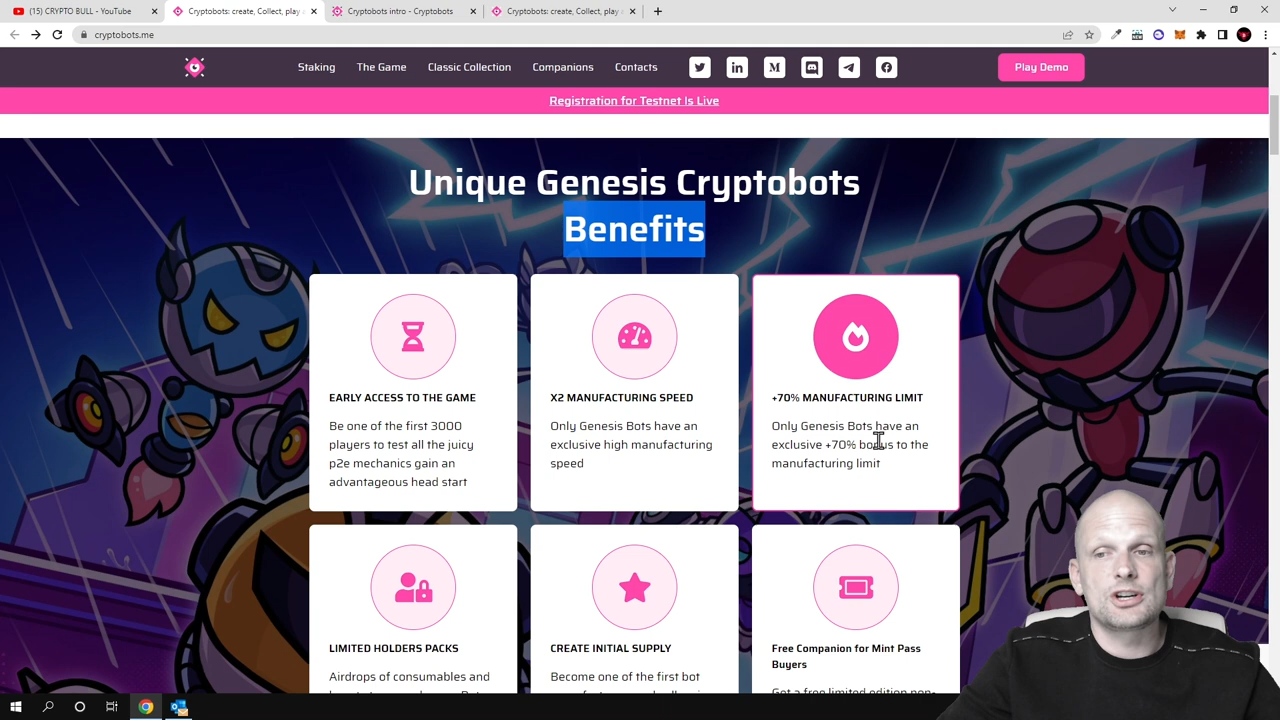 (15) CRYPTO BULL - YouTube
Cryptobots: create, Collect, play
Cryptobots intro - Cryptobots
Cryptobots: create, Collect, play
cryptobots.me
Staking
The Game
Classic Collection
Companions
Contacts
Play Demo
Registration for Testnet Is Live
Unique Genesis Cryptobots
Benefits
EARLY ACCESS TO THE GAME
Be one of the first 3000
players to test all the juicy
p2e mechanics gain an
advantageous head start
X2 MANUFACTURING SPEED
Only Genesis Bots have an
exclusive high manufacturing
speed
+70% MANUFACTURING LIMIT
Only Genesis Bots have an
exclusive +70% bonus to the
manufacturing limit
LIMITED HOLDERS PACKS
Airdrops of consumables and
CREATE INITIAL SUPPLY
Become one of the first bot
Free Companion for Mint Pass
Buyers
Get a free limited edition non-